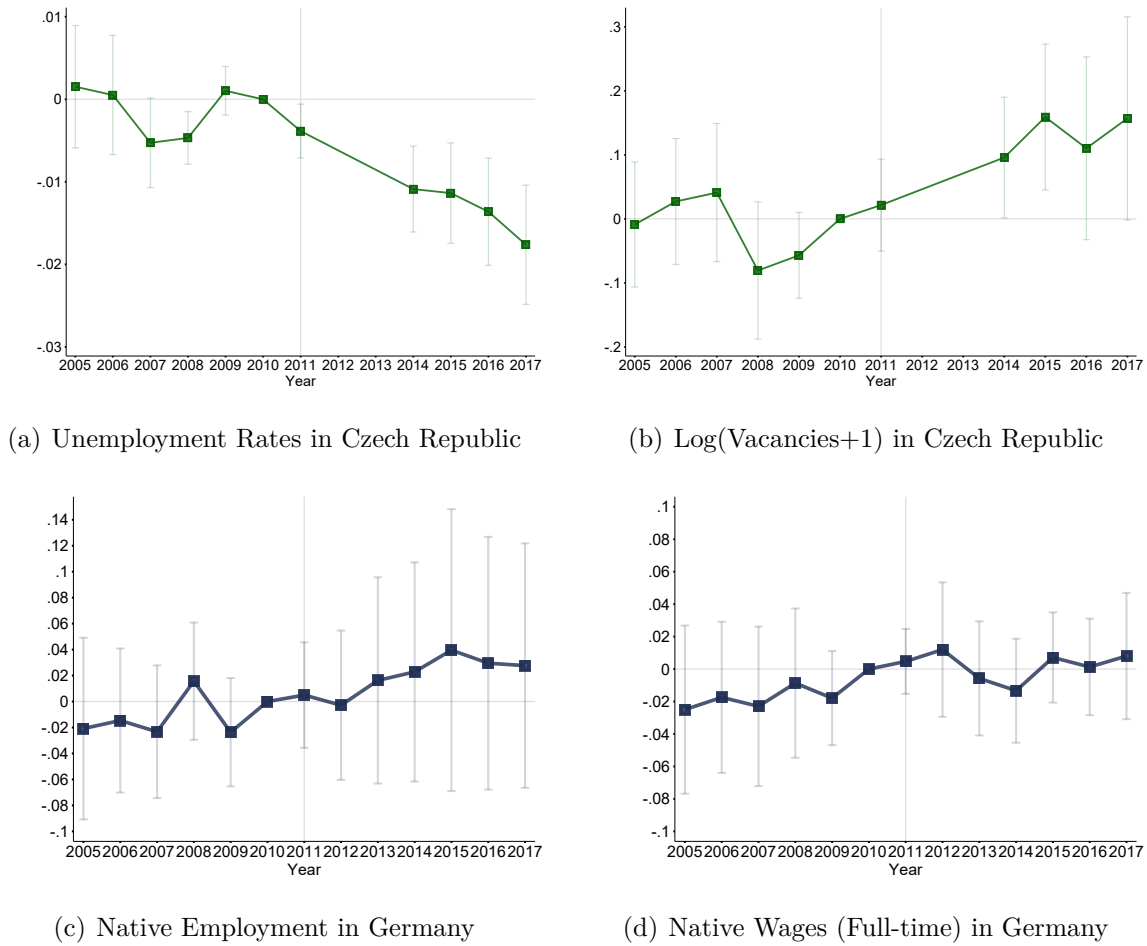 .01
0
-.01
-.02
-.03
2005 2006 2007 2008 2009 2010 2011 2012 2013 2014 2015 2016 2017
Year
(a) Unemployment Rates in Czech Republic
.3
.2
.1
0
-.1
-.2
2005 2006 2007 2008 2009 2010 2011 2012 2013 2014 2015 2016 2017
Year
(b) Log(Vacancies+1) in Czech Republic
.14
.12
.1
.08
.06
.04
.02
0
-.02
-.04
-.06
-.08
-.1
2005 2006 2007 2008 2009 2010 2011 2012 2013 2014 2015 2016 2017
Year
(c) Native Employment in Germany
.1
.08
.06
.04
.02
0
-.02
-.04
-.06
-.08
-.1
2005 2006 2007 2008 2009 2010 2011 2012 2013 2014 2015 2016 2017
Year
(d) Native Wages (Full-time) in Germany